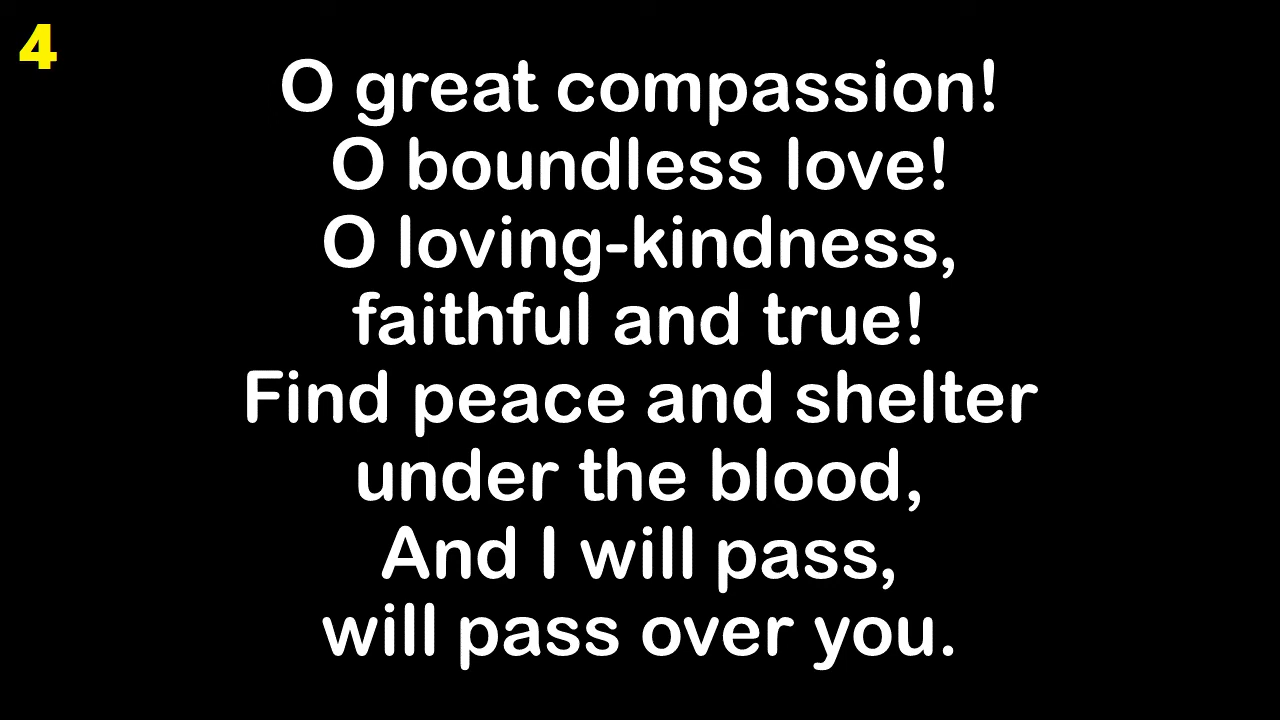 4
O great compassion!
O boundless love!
O loving-kindness,
faithful and true!
Find peace and shelter
under the blood,
And I will pass,
will pass over you.